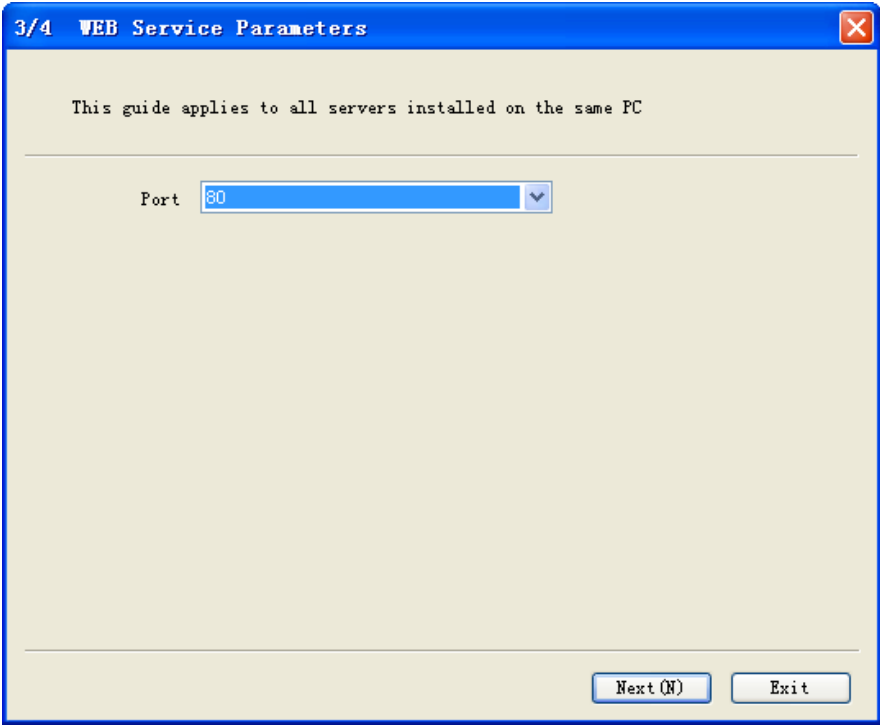 3/4 WEB Service Parameters
This guide applies to all servers installed on the same PC
Port 80
Next(N) Exit